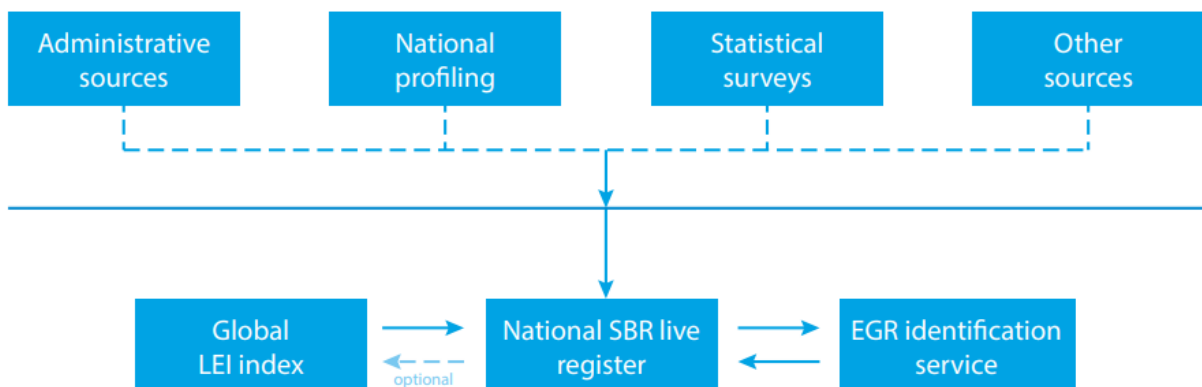 Administrative
sources
National
profiling
Statistical
surveys
Other
sources
Global
LEI index
optional
National SBR live
register
EGR identification
service